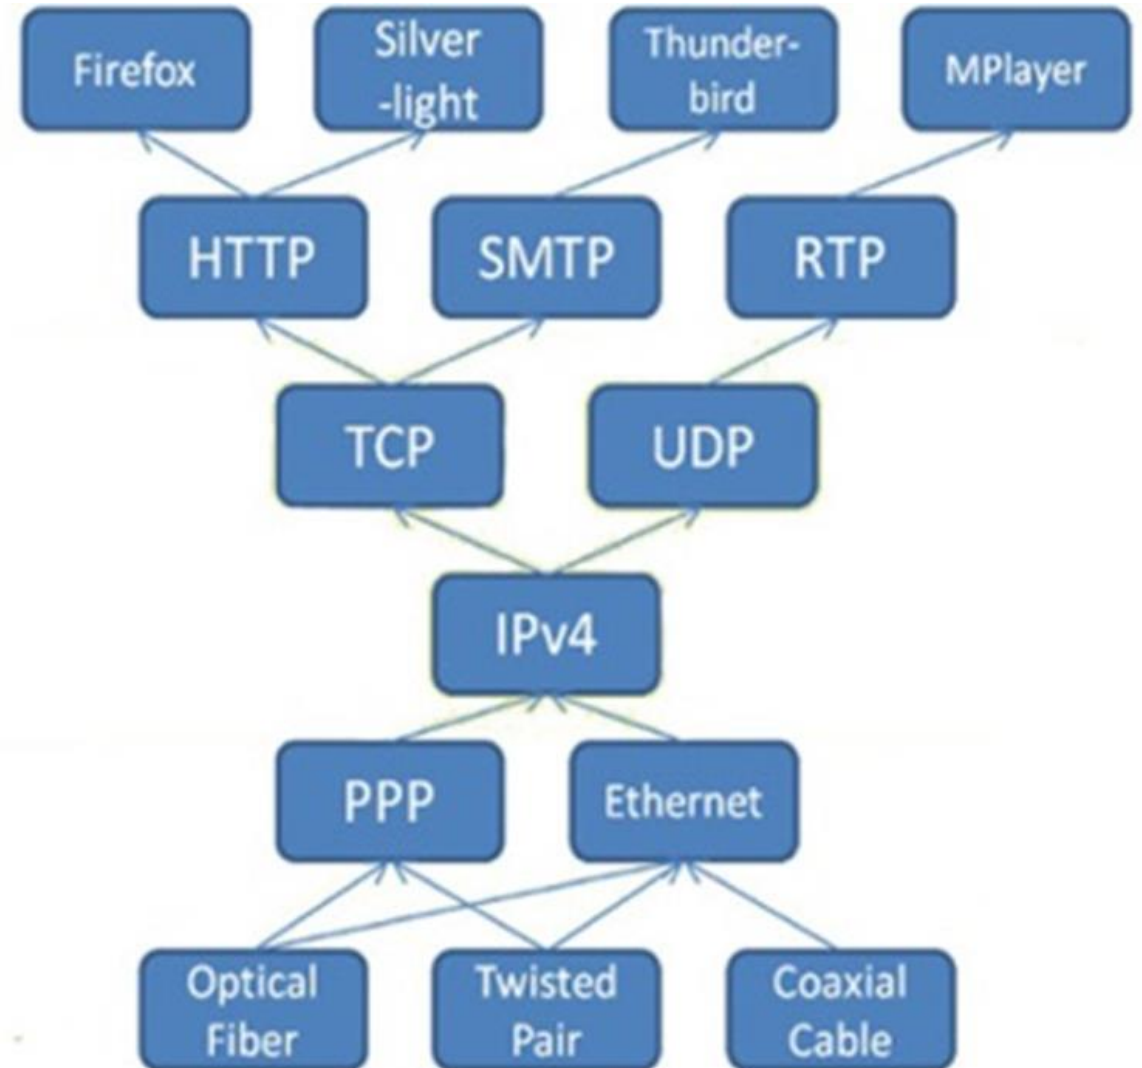 Firefox
Silver
-light
Thunder-
bird
MPlayer
HTTP
SMTP
RTP
TCP
UDP
IPv4
PPP
Ethernet
Optical
Fiber
Twisted
Pair
Coaxial
Cable